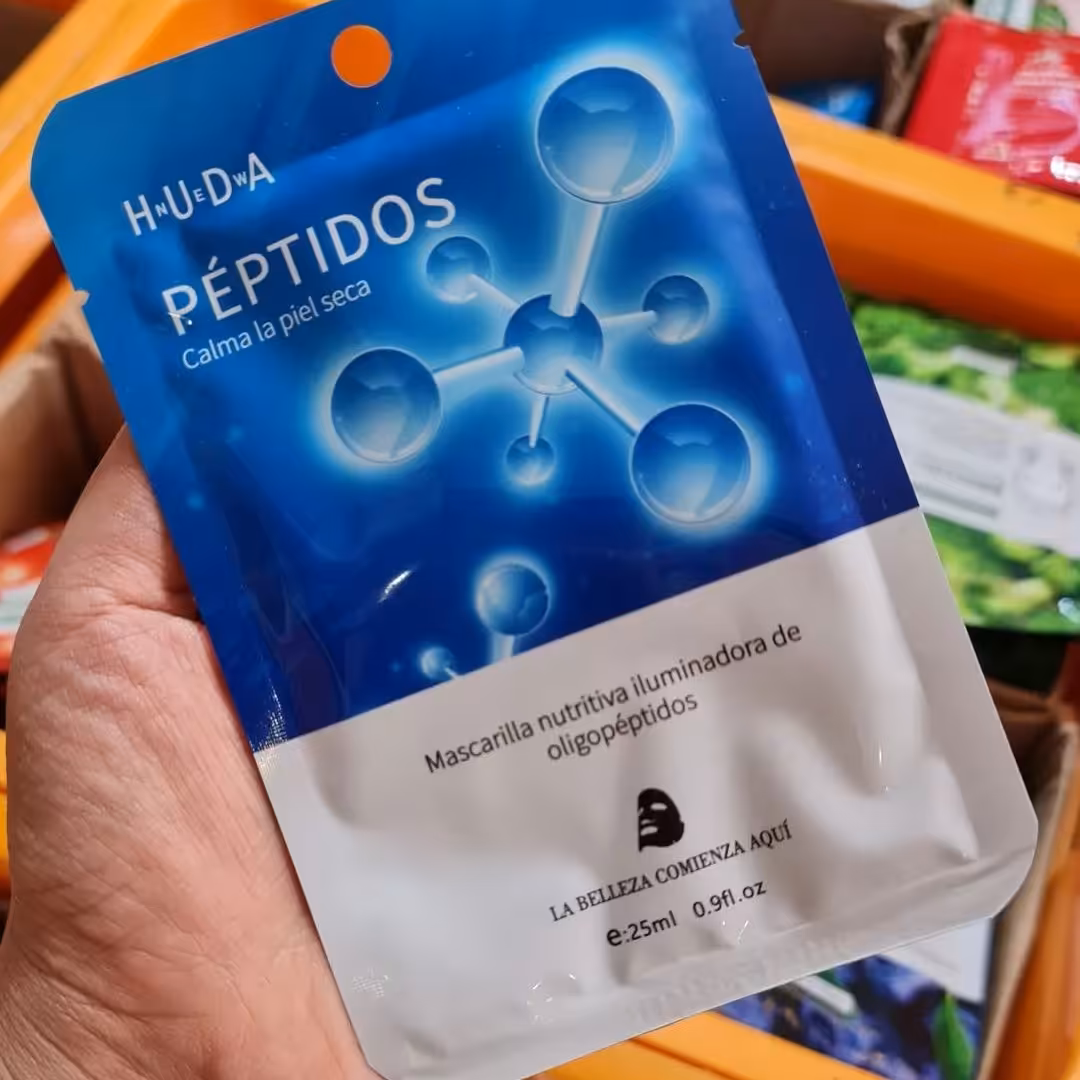 HNUEDWA
PÉPTIDOS
Calma la piel seca
Mascarilla nutritiva iluminadora de
oligopéptidos
LA BELLEZA COMIENZA AQUÍ
e:25ml 0.9fl.oz